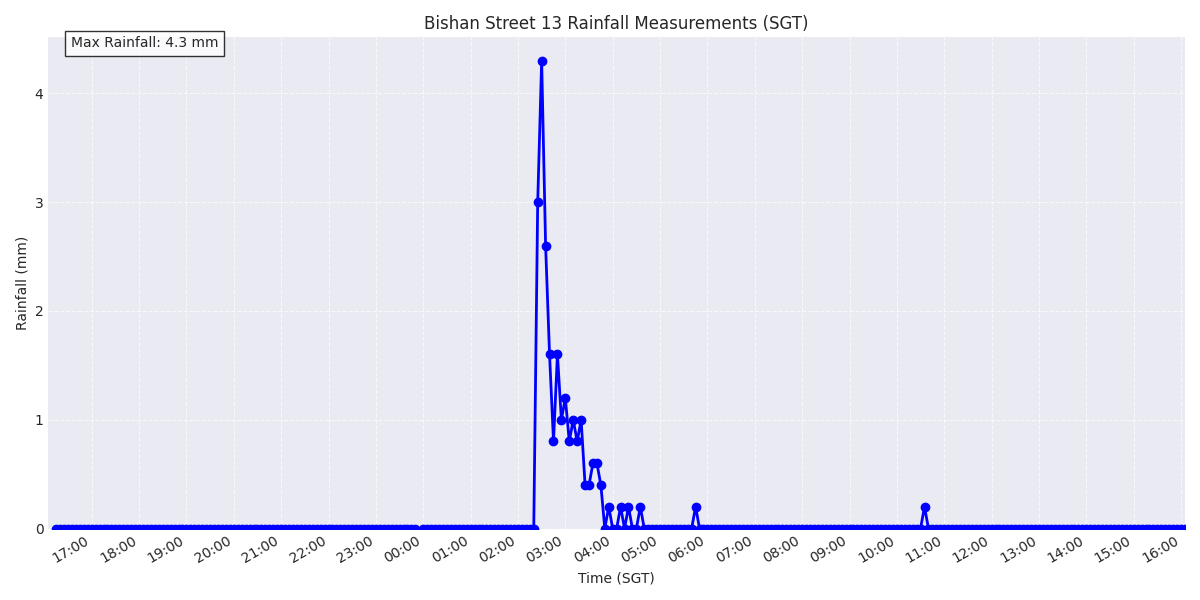 Bishan Street 13 Rainfall Measurements (SGT)
Max Rainfall: 4.3 mm
Rainfall (mm)
4
3
2
1
0
17:00 18:00 19:00 20:00 21:00 22:00 23:00 00:00 01:00 02:00 03:00 04:00 05:00 06:00 07:00 08:00 09:00 10:00 11:00 12:00 13:00 14:00 15:00 16:00
Time (SGT)